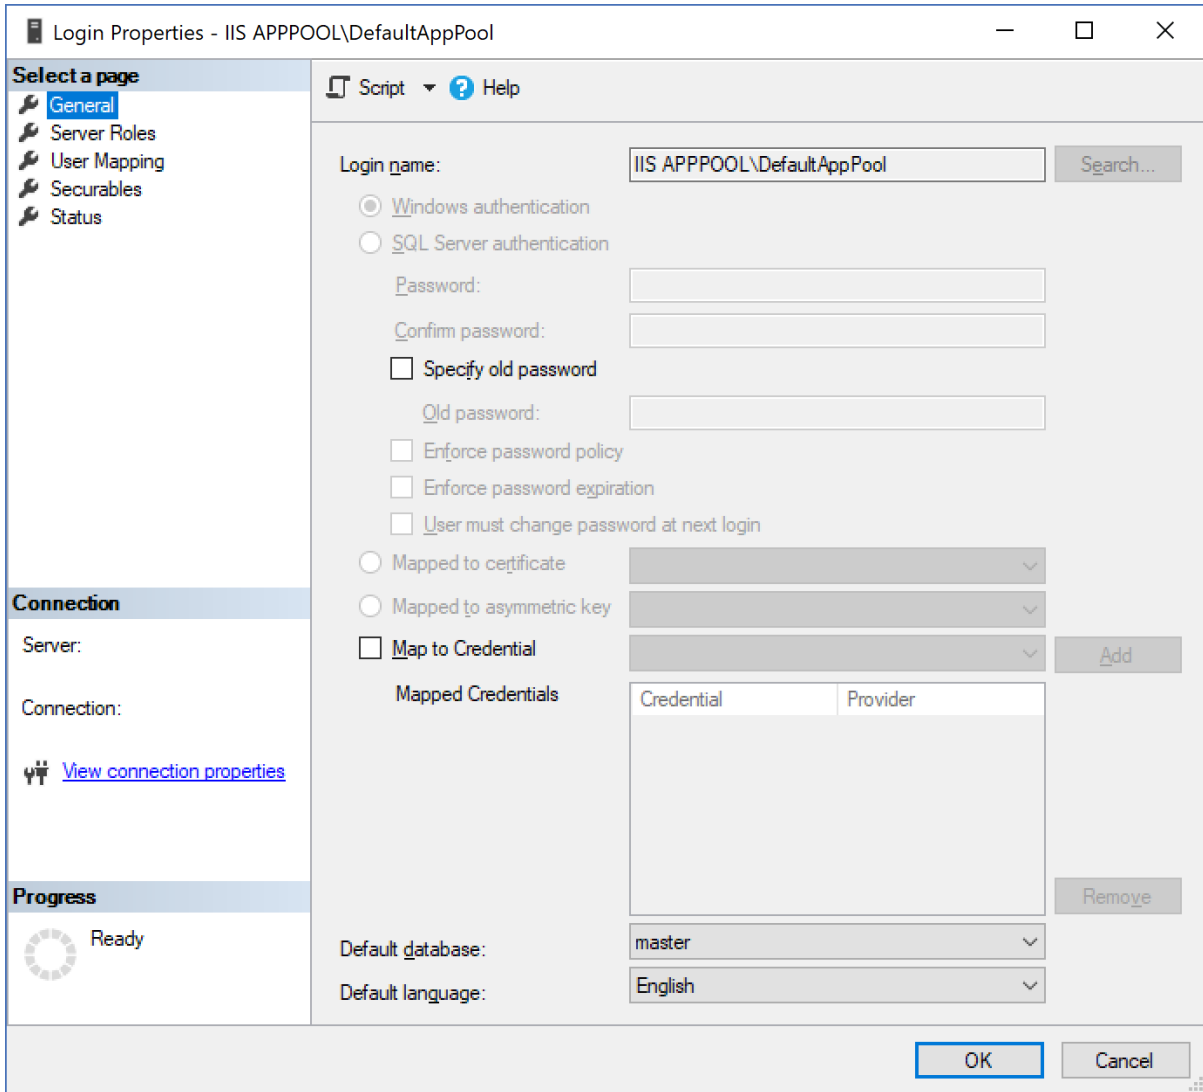 Login Properties - IIS APPPOOL\DefaultAppPool
Select a page
General
Server Roles
User Mapping
Securables
Status
Connection
Server:
Connection:
View connection properties
Progress
Ready
Script
Help
Login name: IIS APPPOOL\DefaultAppPool Search...
Windows authentication
SQL Server authentication
Password:
Confirm password:
Specify old password
Old password:
Enforce password policy
Enforce password expiration
User must change password at next login
Mapped to certificate
Mapped to asymmetric key
Map to Credential Add
Mapped Credentials Credential Provider
Remove
Default database: master
Default language: English
OK Cancel